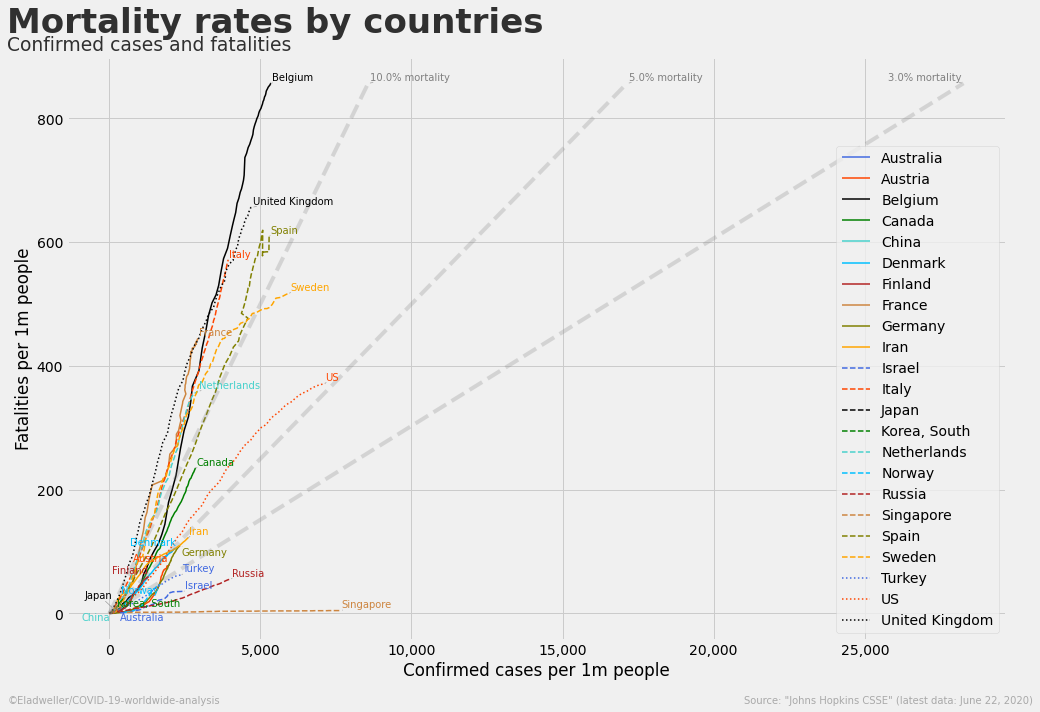 Mortality rates by countries
Confirmed cases and fatalities
Belgium
10.0% mortality
5.0% mortality
3.0% mortality
800
United Kingdom
Spain
600
Italy
Sweden
France
400
US
Netherlands
Canada
200
Iran
Denmark
Germany
Austria
Finland
Turkey
Russia
Israel
Norway
Japan
Korea, South
Singapore
0
China
Australia
Fatalities per 1m people
0
5,000
10,000
15,000
20,000
25,000
Confirmed cases per 1m people
Australia
Austria
Belgium
Canada
China
Denmark
Finland
France
Germany
Iran
Israel
Italy
Japan
Korea, South
Netherlands
Norway
Russia
Singapore
Spain
Sweden
Turkey
US
United Kingdom
©Eladweller/COVID-19-worldwide-analysis
Source: "Johns Hopkins CSSE" (latest data: June 22, 2020)